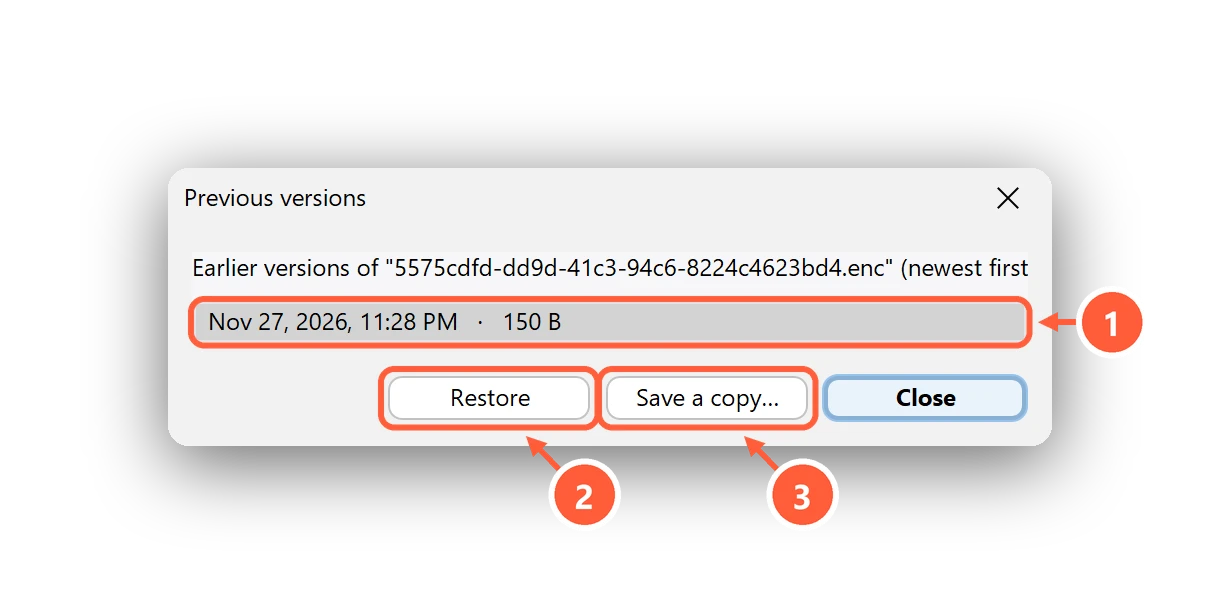 Previous versions
Earlier versions of "5575cdfd-dd9d-41c3-94c6-8224c4623bd4.enc" (newest first
Nov 27, 2026, 11:28 PM · 150 B
1
Restore
Save a copy...
Close
2
3